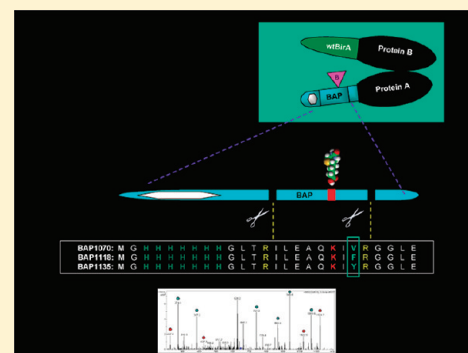 wtBirA
Protein B
B
BAP
Protein A
BAP
BAP1070: M G H H H H H H H G L T R I L E A Q K I V R G G L E
BAP1118: M G H H H H H H H G L T R I L E A Q K I F R G G L E
BAP1135: M G H H H H H H H G L T R I L E A Q K I Y R G G L E